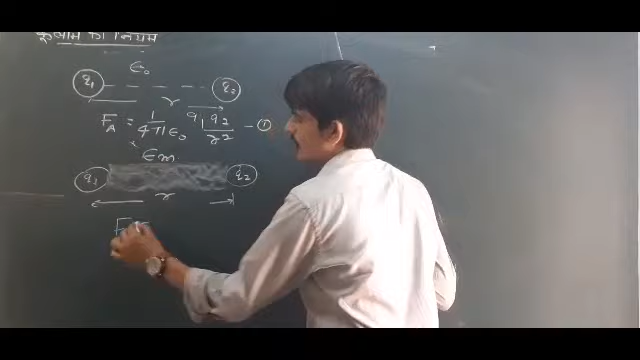 कूलाम का नियम
ε₀
q₁ q₂
r
F_A = 1/4πε₀ q₁q₂/r² — ①
εm
q₁ q₂
r
F